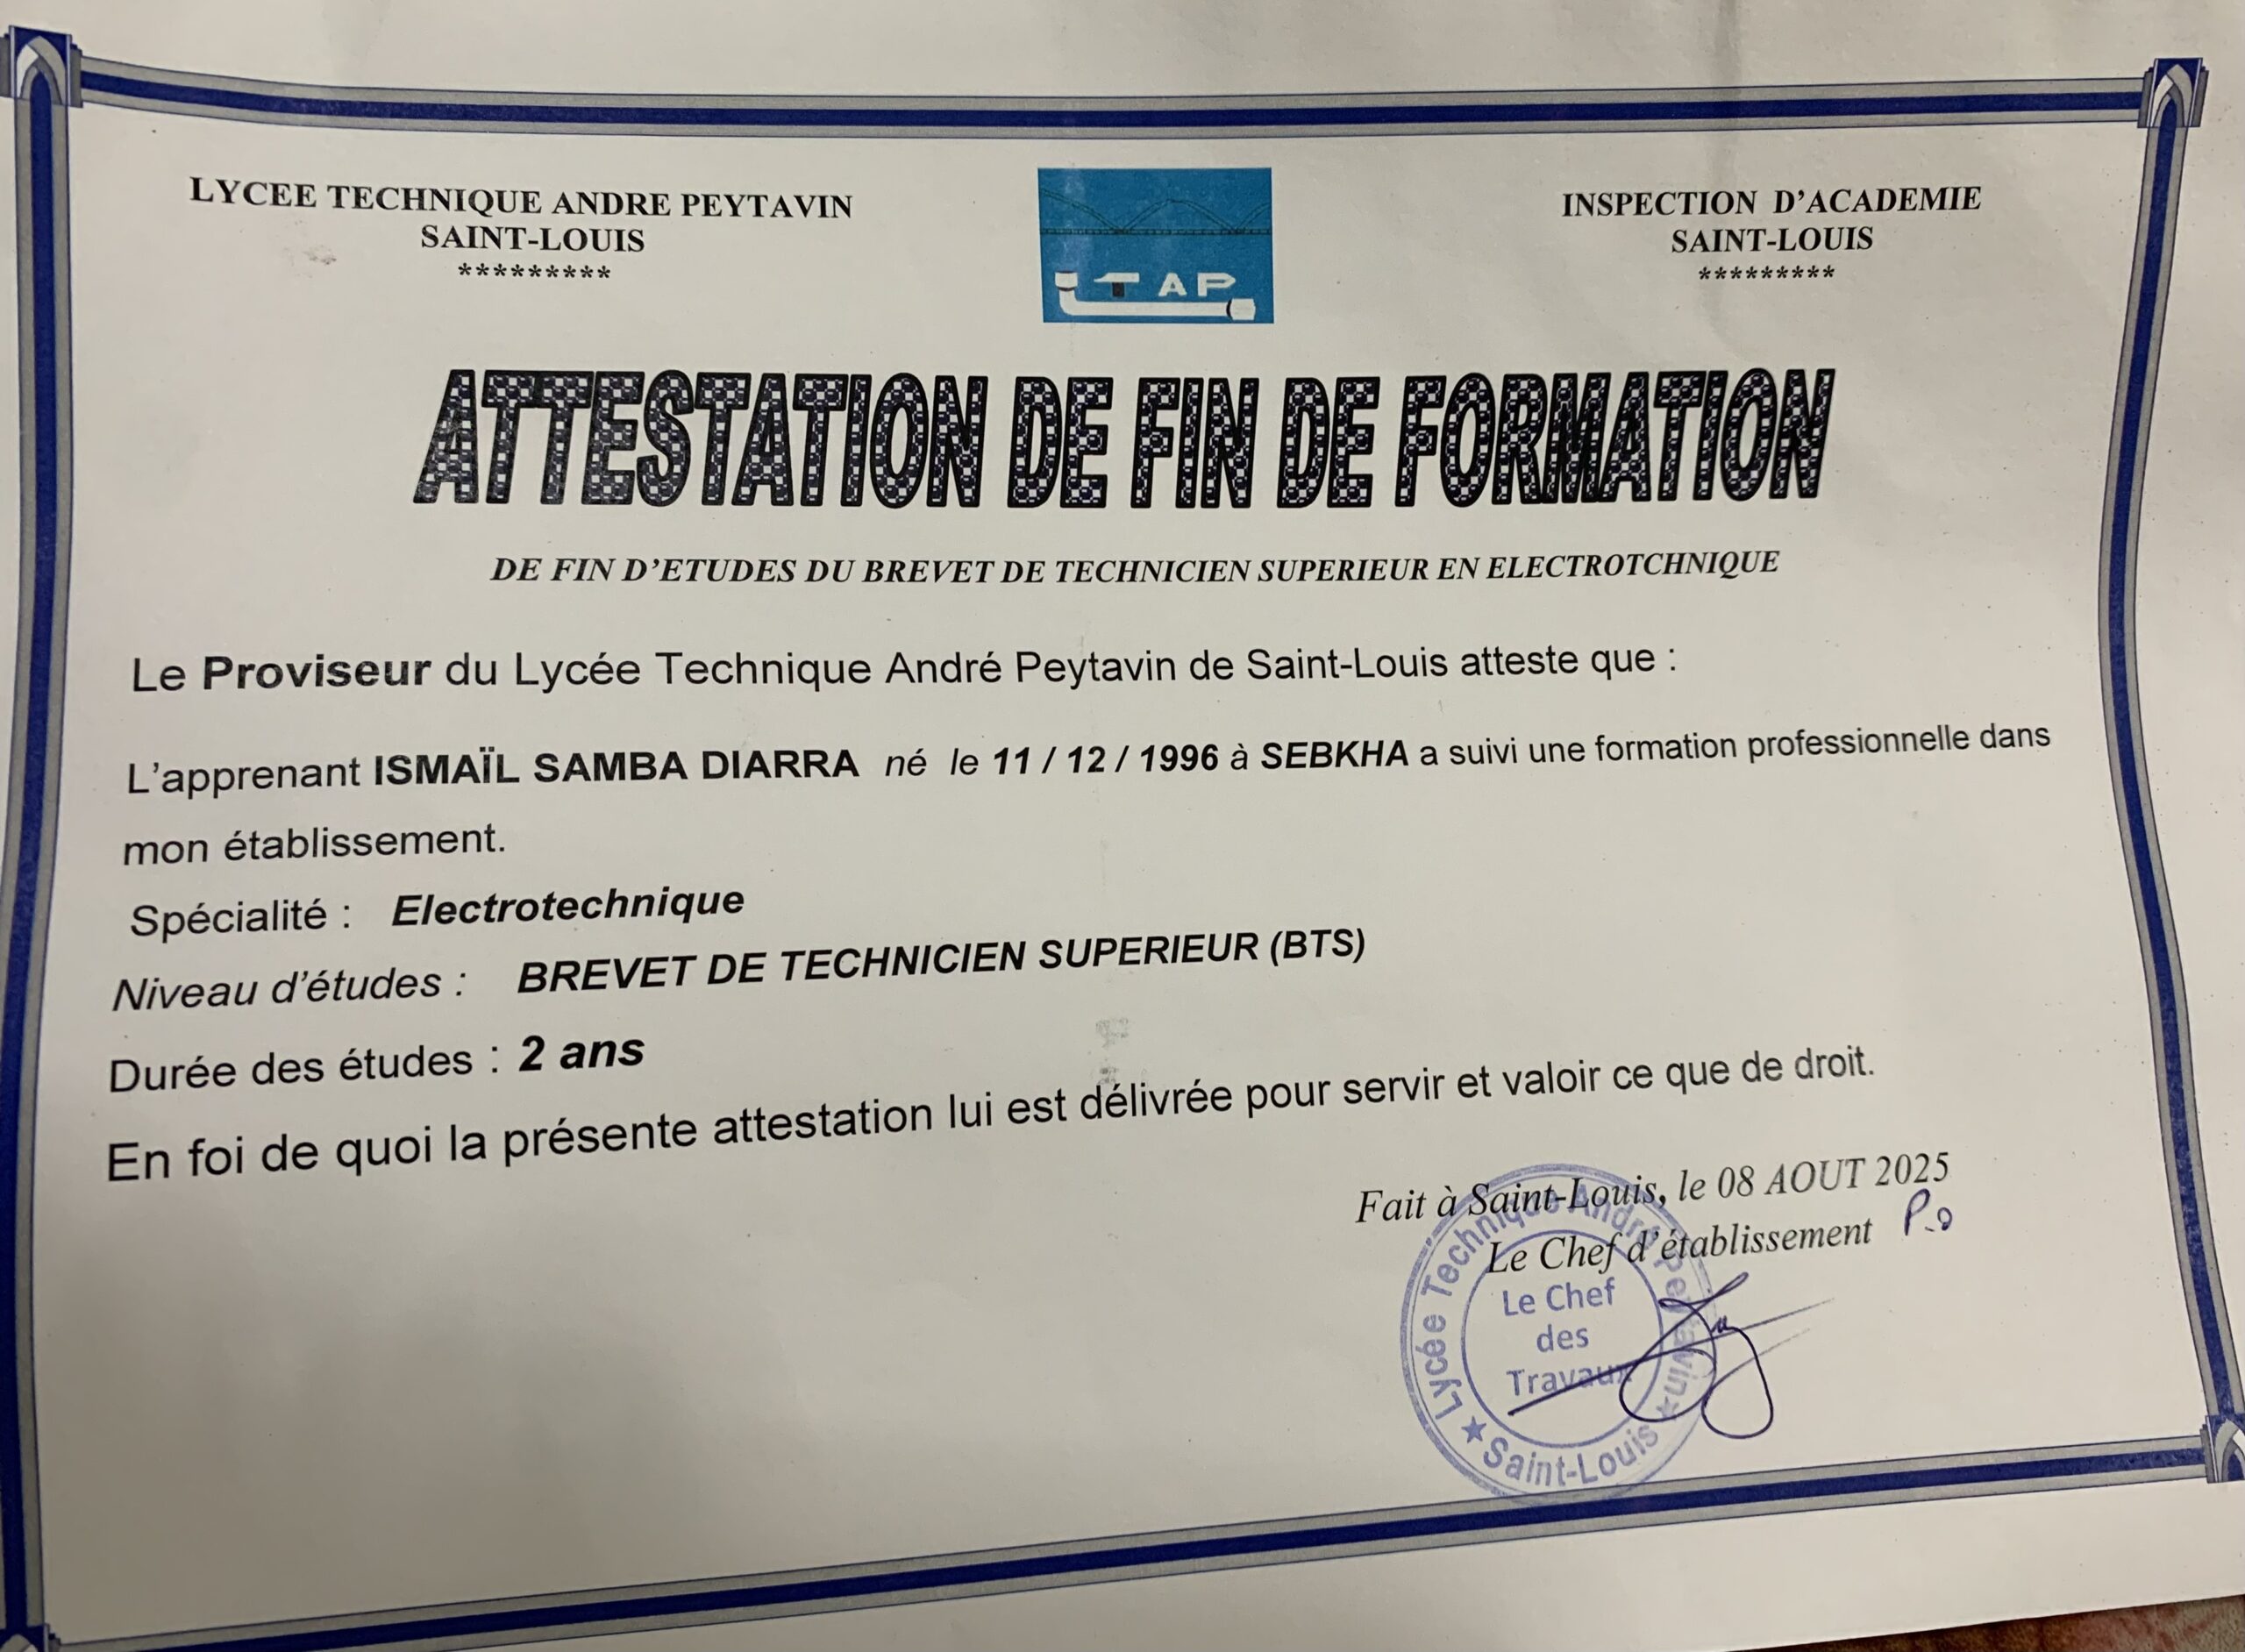 LYCEE TECHNIQUE ANDRE PEYTAVIN
SAINT-LOUIS
*********
LTAP
INSPECTION D'ACADEMIE
SAINT-LOUIS
*********
ATTESTATION DE FIN DE FORMATION
DE FIN D'ETUDES DU BREVET DE TECHNICIEN SUPERIEUR EN ELECTROTCHNIQUE
Le Proviseur du Lycée Technique André Peytavin de Saint-Louis atteste que :
L'apprenant ISMAÏL SAMBA DIARRA né le 11 / 12 / 1996 à SEBKHA a suivi une formation professionnelle dans
mon établissement.
Spécialité : Electrotechnique
Niveau d'études : BREVET DE TECHNICIEN SUPERIEUR (BTS)
Durée des études : 2 ans
En foi de quoi la présente attestation lui est délivrée pour servir et valoir ce que de droit.
Fait à Saint-Louis, le 08 AOUT 2025
Le Chef d'établissement P.o
Lycée Technique André Peytavin
Le Chef
des
Travaux
★ Saint-Louis ★